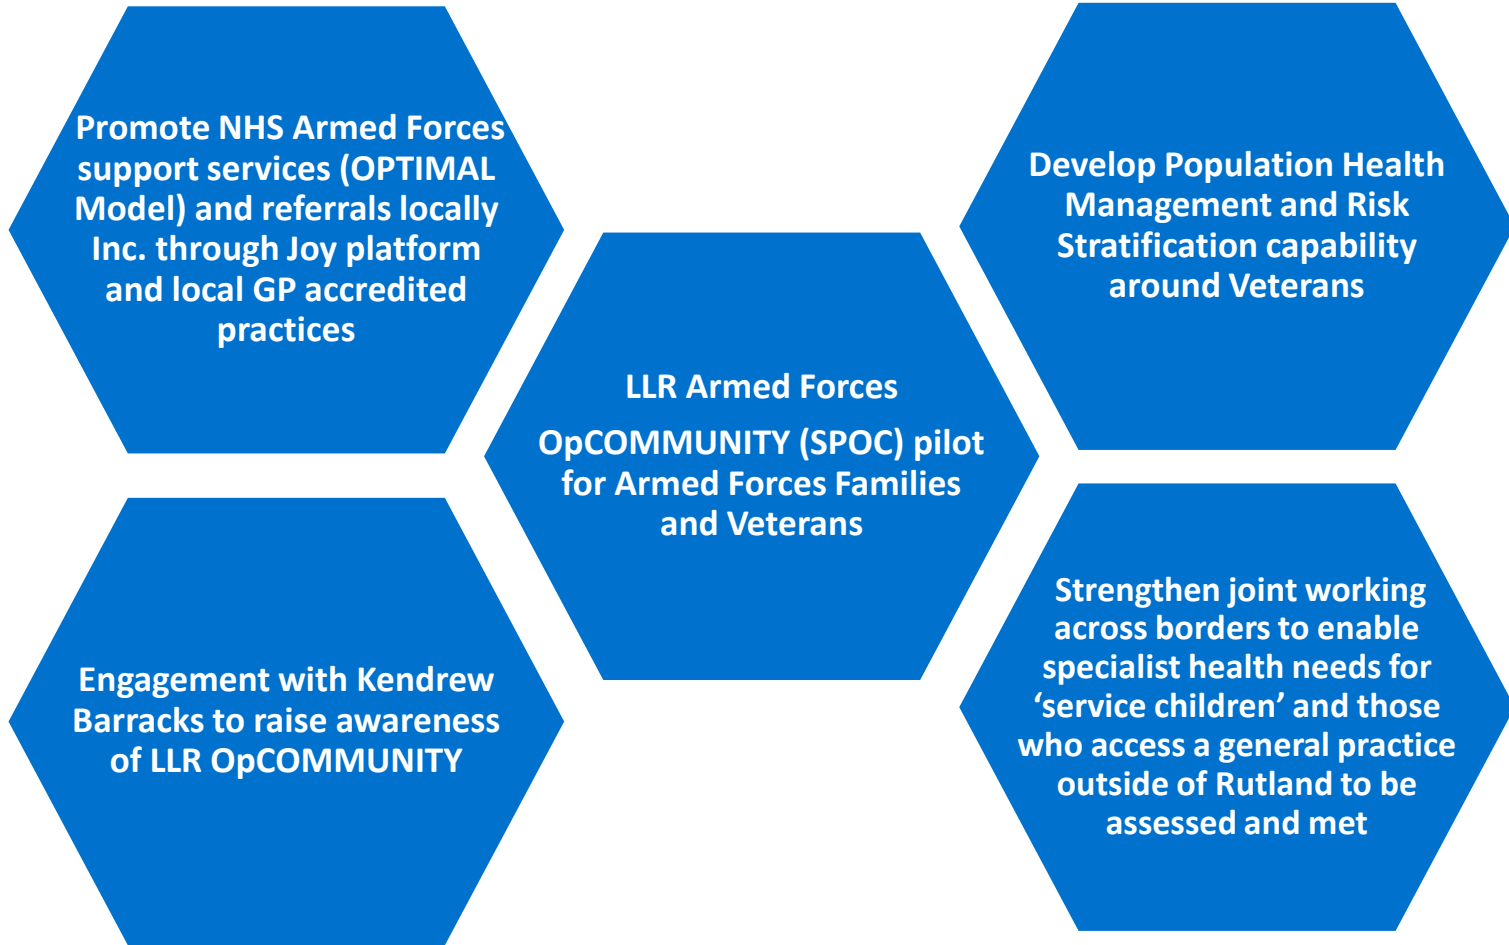 Promote NHS Armed Forces
support services (OPTIMAL
Model) and referrals locally
Inc. through Joy platform
and local GP accredited
practices
Develop Population Health
Management and Risk
Stratification capability
around Veterans
LLR Armed Forces
OpCOMMUNITY (SPOC) pilot
for Armed Forces Families
and Veterans
Engagement with Kendrew
Barracks to raise awareness
of LLR OpCOMMUNITY
Strengthen joint working
across borders to enable
specialist health needs for
‘service children’ and those
who access a general practice
outside of Rutland to be
assessed and met